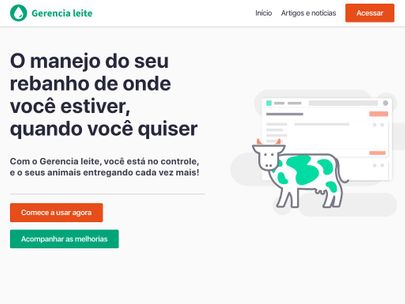 Gerencia leite
Início
Artigos e notícias
Acessar
O manejo do seu
rebanho de onde
você estiver,
quando você quiser
Com o Gerencia leite, você está no controle,
e o seus animais entregando cada vez mais!
Comece a usar agora
Acompanhar as melhorias